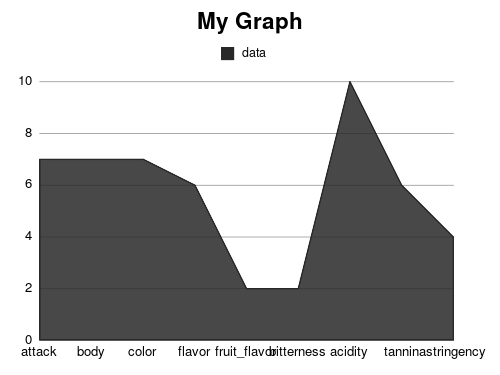 My Graph
data
10
8
6
4
2
0
attack body color flavor fruit_flavor bitterness acidity tannin astringency